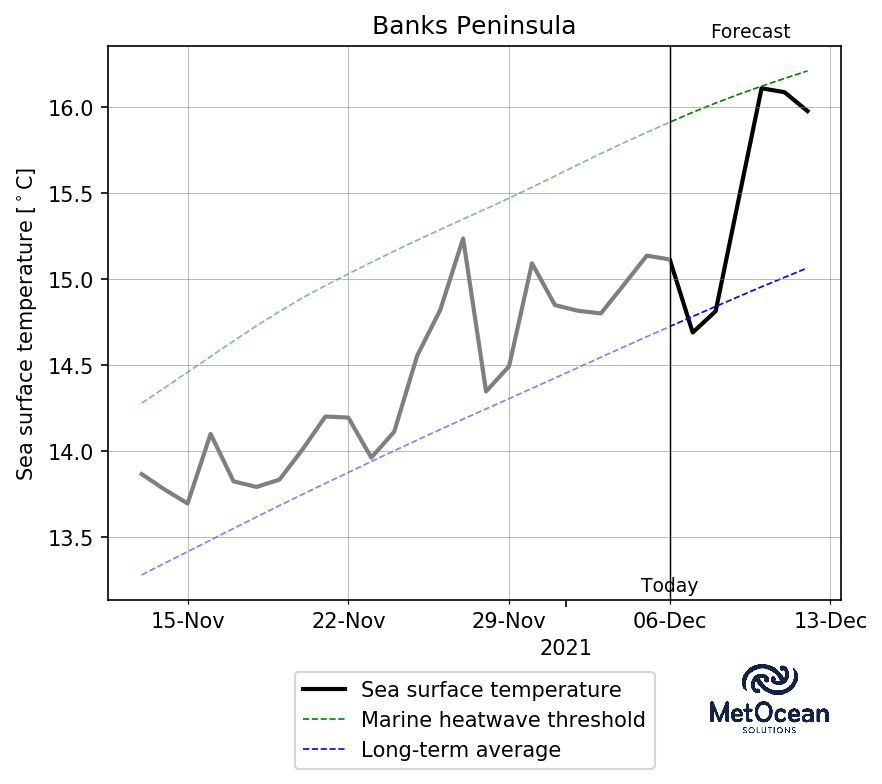 Banks Peninsula
Forecast
Sea surface temperature [°C]
16.0
15.5
15.0
14.5
14.0
13.5
Today
15-Nov
22-Nov
29-Nov
06-Dec
13-Dec
2021
Sea surface temperature
Marine heatwave threshold
Long-term average
MetOcean
SOLUTIONS